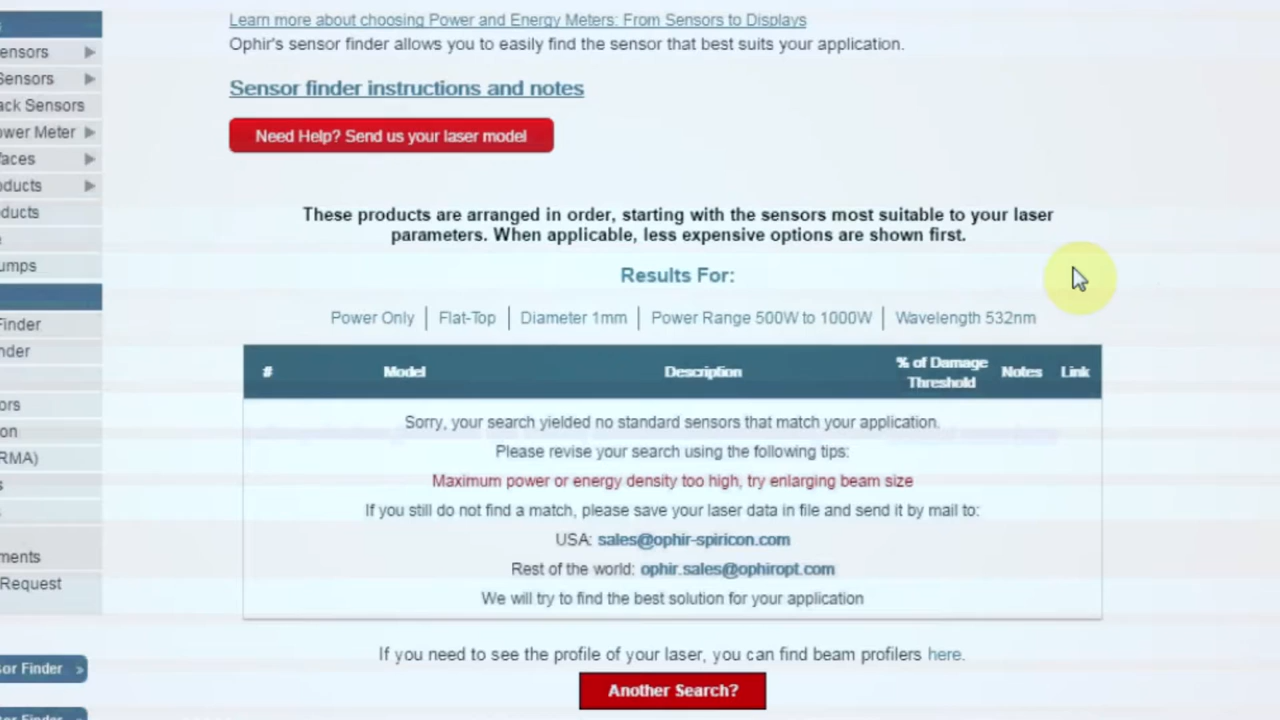 ensors
Sensors
ack Sensors
ower Meter
faces
oducts
ducts
umps
Finder
nder
ors
on
RMA)
s
ments
Request
sor Finder »
Learn more about choosing Power and Energy Meters: From Sensors to Displays
Ophir's sensor finder allows you to easily find the sensor that best suits your application.
Sensor finder instructions and notes
Need Help? Send us your laser model
These products are arranged in order, starting with the sensors most suitable to your laser
parameters. When applicable, less expensive options are shown first.
Results For:
Power Only | Flat-Top | Diameter 1mm | Power Range 500W to 1000W | Wavelength 532nm
# Model Description % of Damage Threshold Notes Link
Sorry, your search yielded no standard sensors that match your application.
Please revise your search using the following tips:
Maximum power or energy density too high, try enlarging beam size
If you still do not find a match, please save your laser data in file and send it by mail to:
USA: sales@ophir-spiricon.com
Rest of the world: ophir.sales@ophiropt.com
We will try to find the best solution for your application
If you need to see the profile of your laser, you can find beam profilers here.
Another Search?